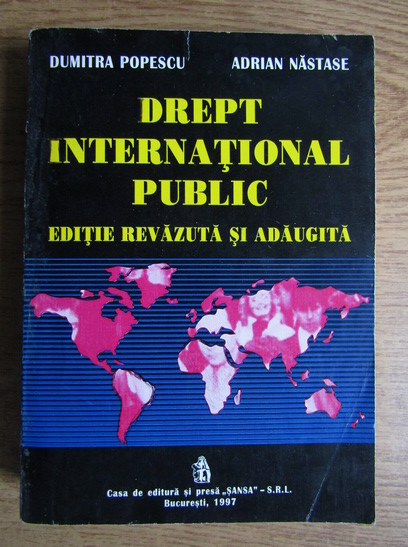 DUMITRA POPESCU ADRIAN NĂSTASE
DREPT
INTERNAŢIONAL
PUBLIC
EDIŢIE REVĂZUTĂ ŞI ADĂUGITĂ
Casa de editură şi presă „ŞANSA" – S.R.L.
Bucureşti, 1997